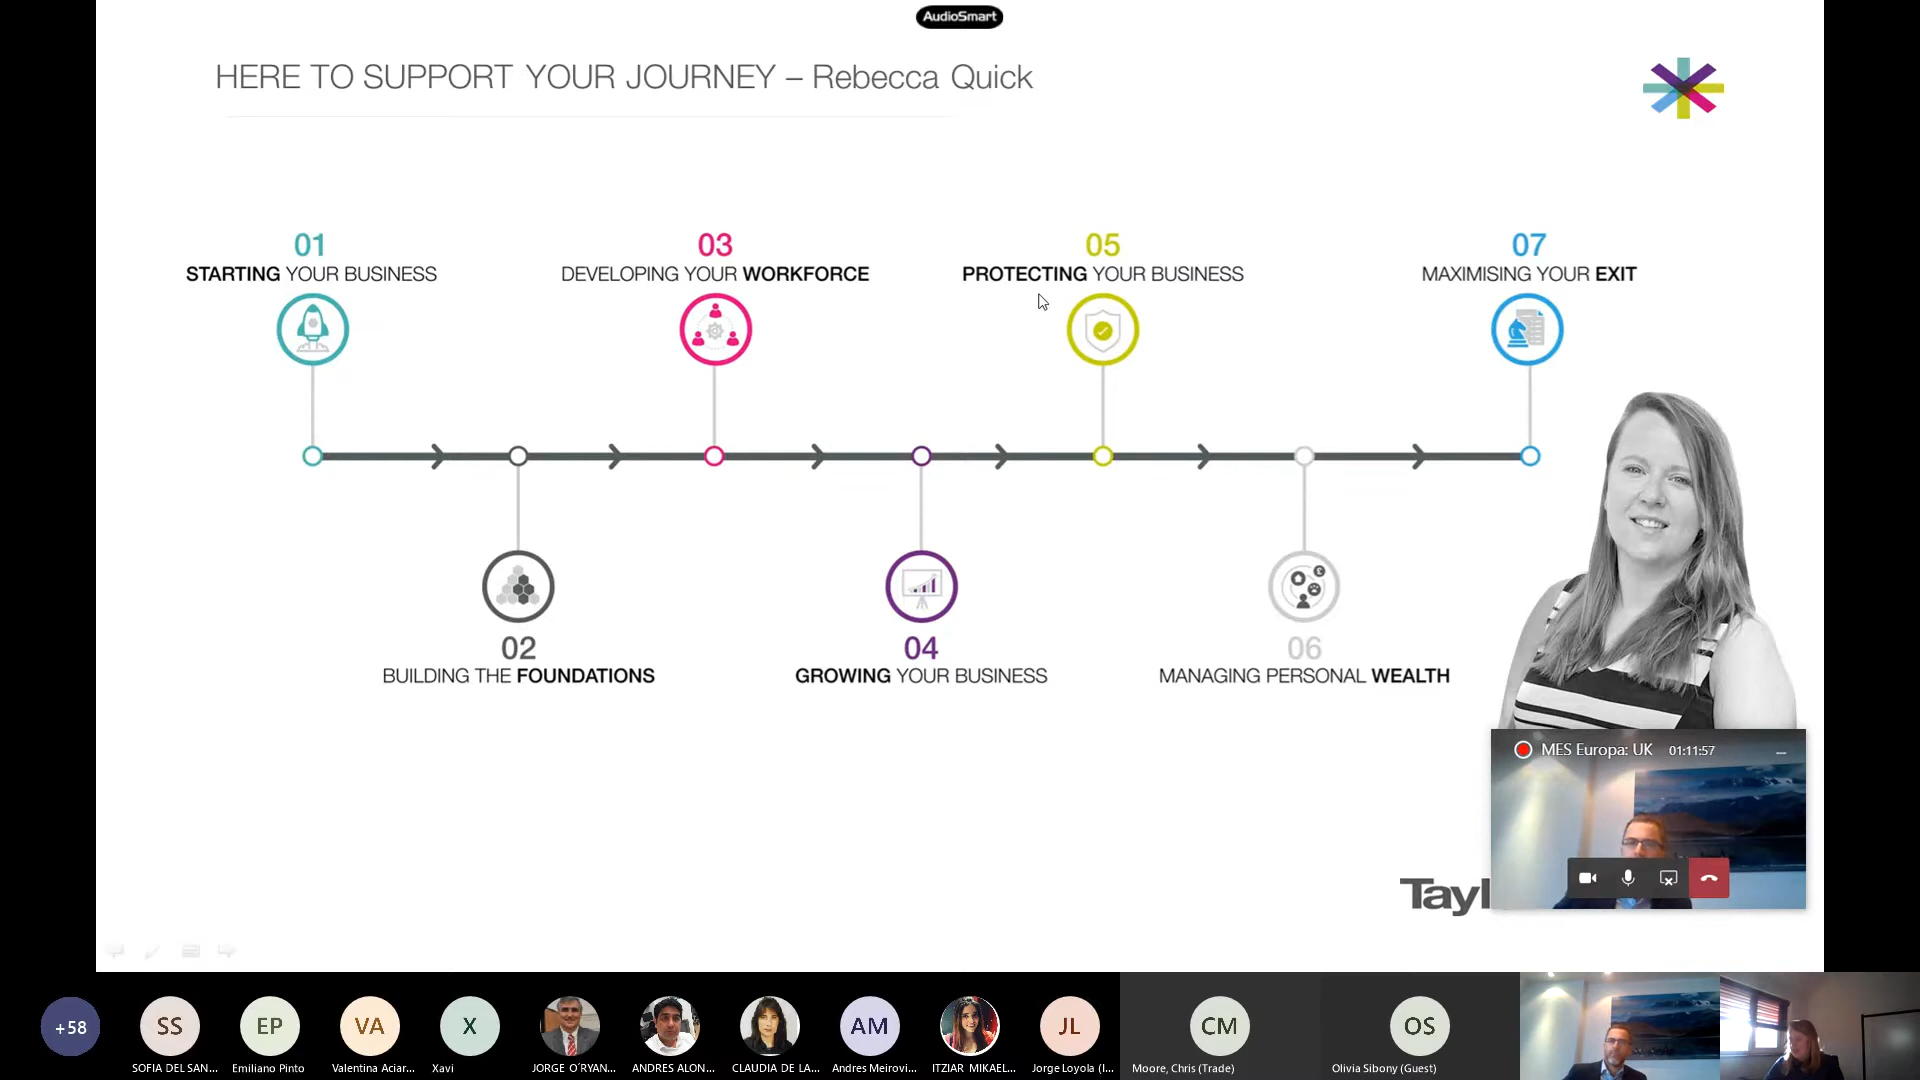 AudioSmart
HERE TO SUPPORT YOUR JOURNEY – Rebecca Quick
01
STARTING YOUR BUSINESS
03
DEVELOPING YOUR WORKFORCE
05
PROTECTING YOUR BUSINESS
07
MAXIMISING YOUR EXIT
02
BUILDING THE FOUNDATIONS
04
GROWING YOUR BUSINESS
06
MANAGING PERSONAL WEALTH
MES Europa: UK 01:11:57
Tayl
+58
SS
EP
VA
X
AM
JL
CM
OS
SOFIA DEL SAN...
Emiliano Pinto
Valentina Aciar...
Xavi
JORGE O´RYAN...
ANDRES ALON...
CLAUDIA DE LA...
Andres Meirovi...
ITZIAR MIKAEL...
Jorge Loyola (I...
Moore, Chris (Trade)
Olivia Sibony (Guest)